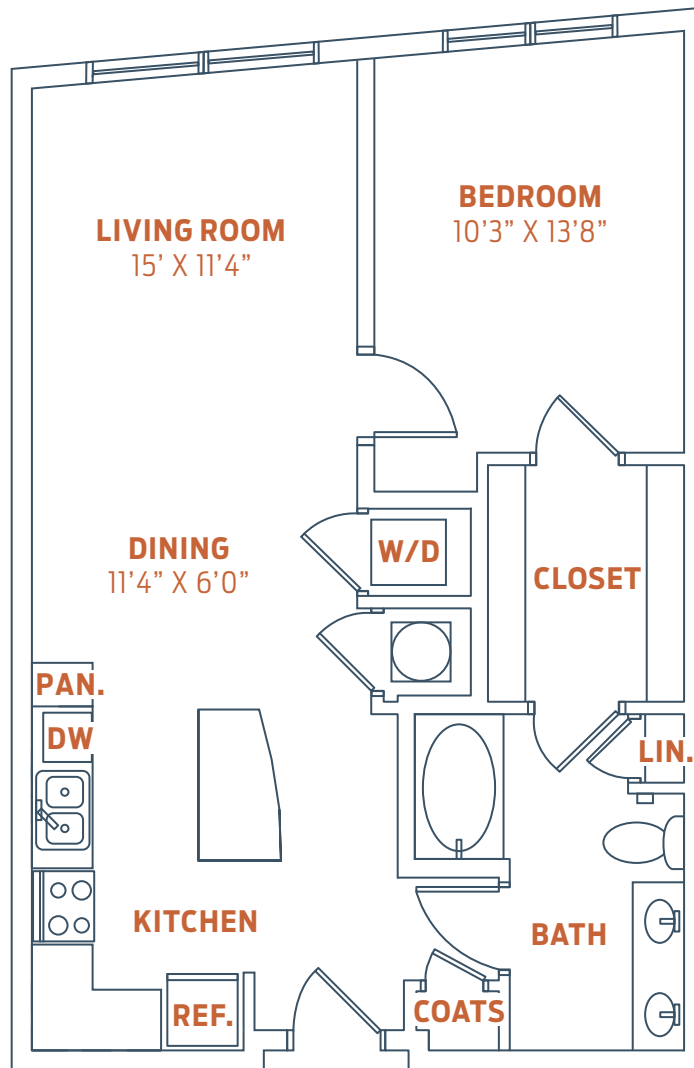 BEDROOM
10’3” X 13’8”
LIVING ROOM
15’ X 11’4”
DINING
11’4” X 6’0”
W/D
CLOSET
PAN.
DW
LIN.
KITCHEN
BATH
REF.
COATS